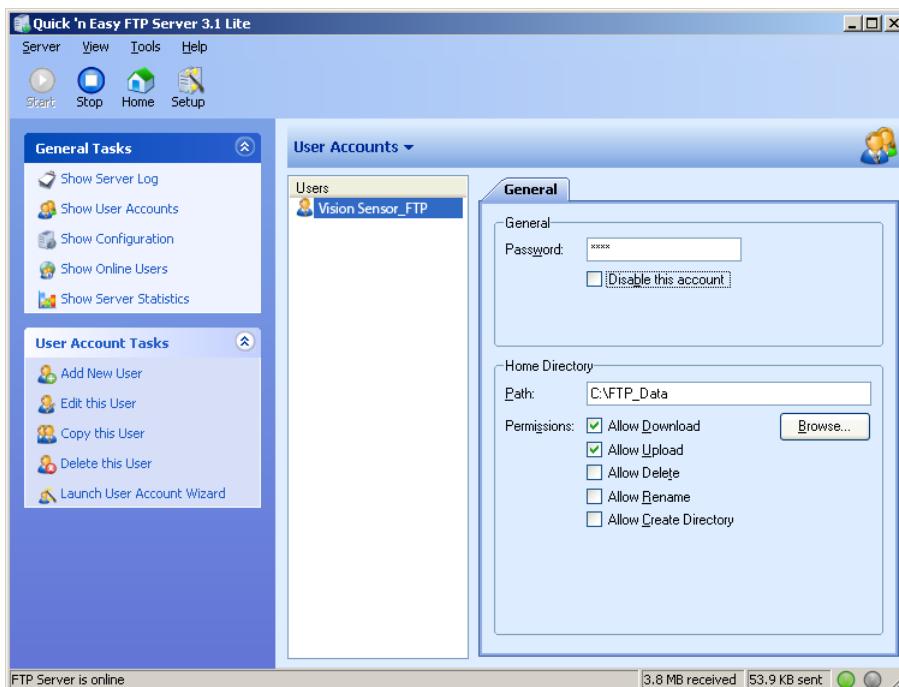 Quick 'n Easy FTP Server 3.1 Lite
Server View Tools Help
Start Stop Home Setup
General Tasks
Show Server Log
Show User Accounts
Show Configuration
Show Online Users
Show Server Statistics
User Account Tasks
Add New User
Edit this User
Copy this User
Delete this User
Launch User Account Wizard
User Accounts
Users
Vision Sensor_FTP
General
General
Password: ****
Disable this account
Home Directory
Path: C:\FTP_Data
Permissions: Allow Download Browse...
Allow Upload
Allow Delete
Allow Rename
Allow Create Directory
FTP Server is online 3.8 MB received 53.9 KB sent